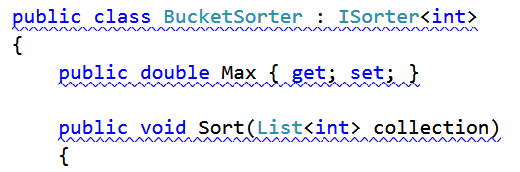 public class BucketSorter : ISorter<int>
{
public double Max { get; set; }
public void Sort(List<int> collection)
{